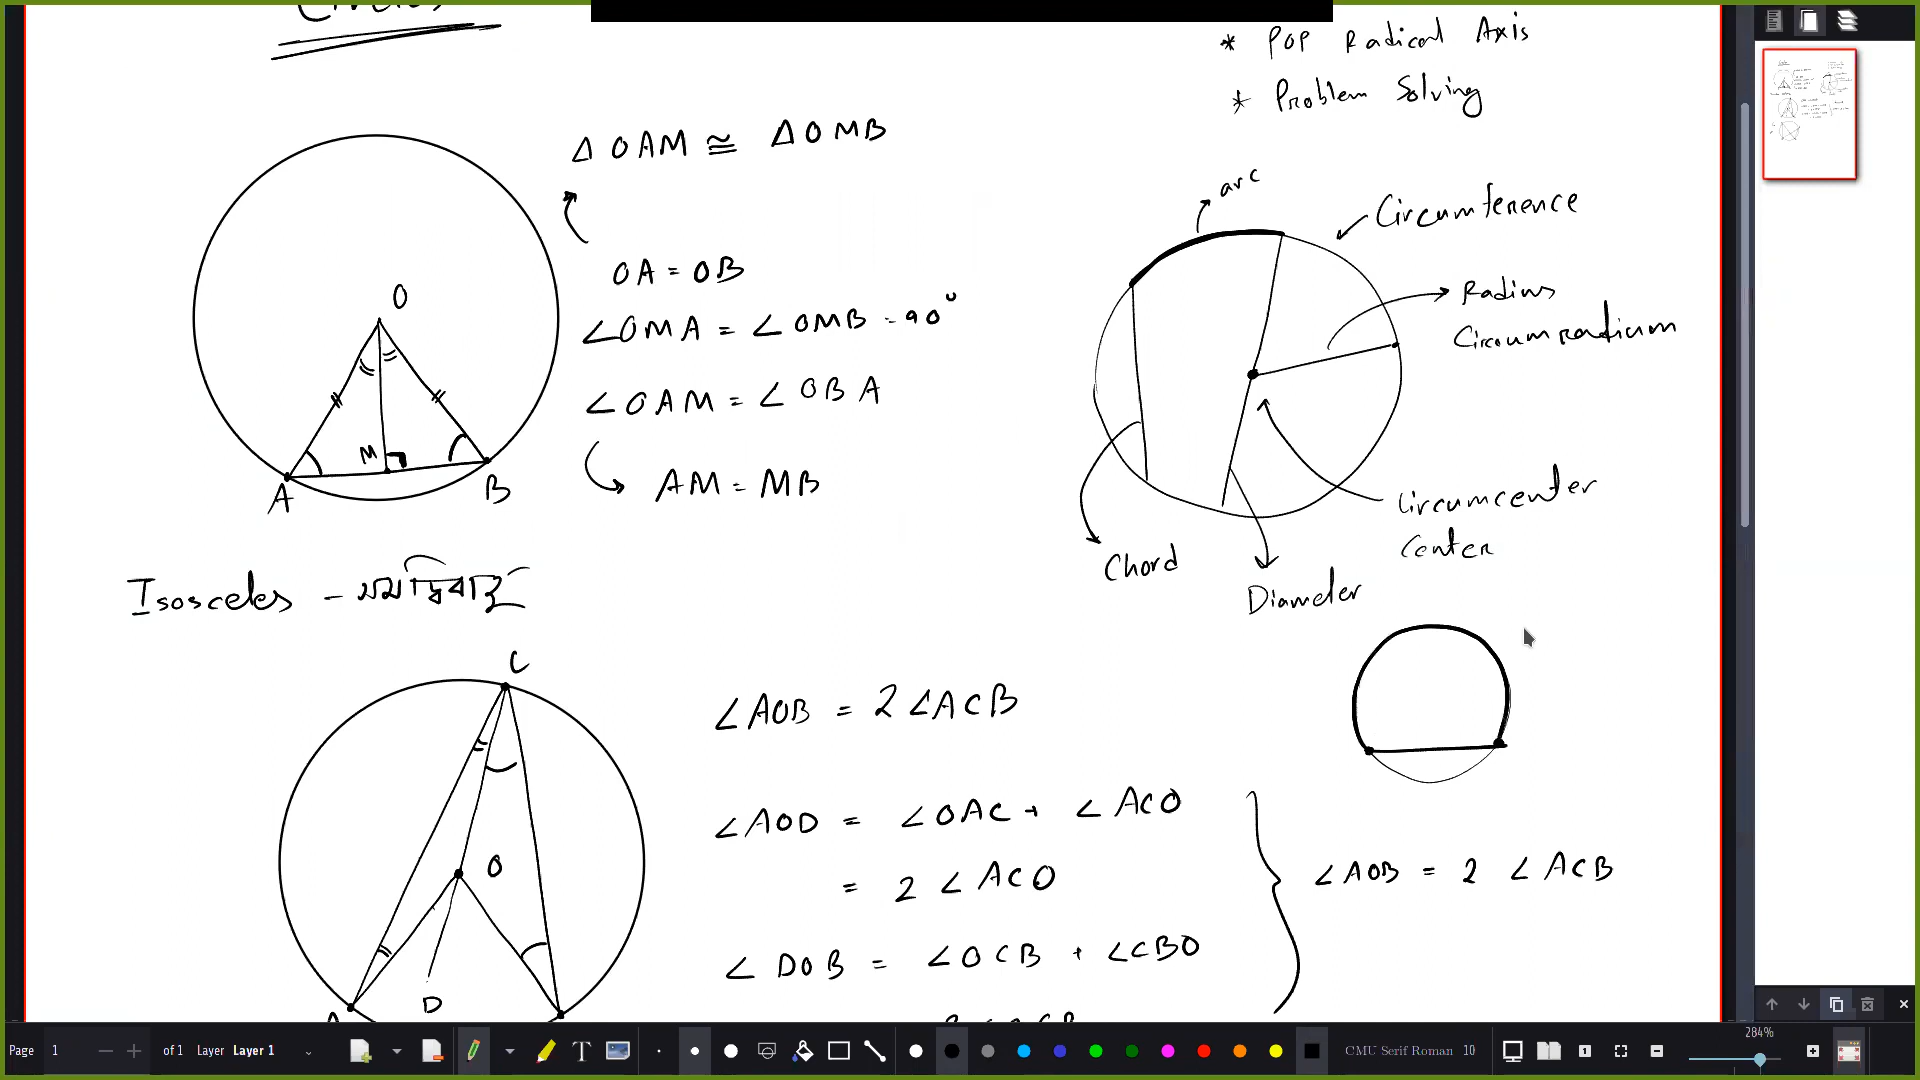 Circles
* POP Radical Axis
* Problem Solving
Δ OAM ≅ Δ OMB
OA = OB
∠OMA = ∠OMB = 90°
∠OAM = ∠OBA
AM = MB
O
M
A
B
arc
Circumference
Radius
Circumradium
Circumcenter
Center
Chord
Diameter
Isosceles - সমদ্বিবাহু
C
O
D
A
∠AOB = 2∠ACB
∠AOD = ∠OAC + ∠ACO
= 2 ∠ACO
∠DOB = ∠OCB + ∠CBO
∠AOB = 2 ∠ACB
Page 1 of 1 Layer Layer 1
CMU Serif Roman 10
284%